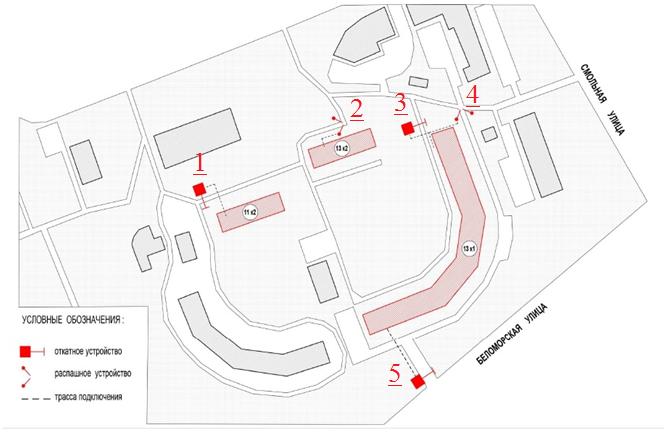 СМОЛЬНАЯ УЛИЦА
3
4
2
13 к2
1
11 к2
13 к1
БЕЛОМОРСКАЯ УЛИЦА
5
УСЛОВНЫЕ ОБОЗНАЧЕНИЯ:
откатное устройство
распашное устройство
трасса подключения